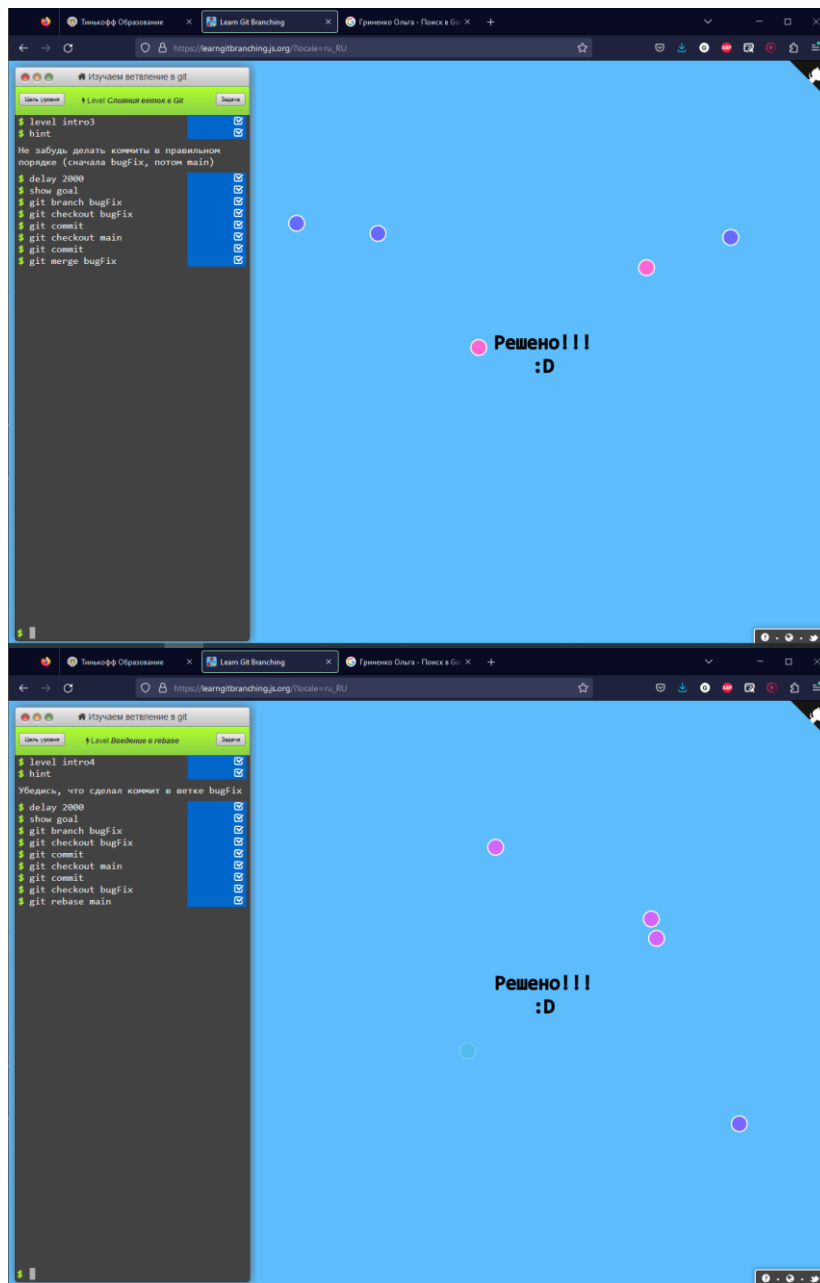 Тинькофф Образование
Learn Git Branching
Гриненко Ольга - Поиск в Go
https://learngitbranching.js.org/?locale=ru_RU
Изучаем ветвление в git
Цель уровня
Level Слияния веток в Git
Задача
$ level intro3
$ hint
Не забудь делать коммиты в правильном
порядке (сначала bugFix, потом main)
$ delay 2000
$ show goal
$ git branch bugFix
$ git checkout bugFix
$ git commit
$ git checkout main
$ git commit
$ git merge bugFix
Решено!!!
:D
$
Тинькофф Образование
Learn Git Branching
Гриненко Ольга - Поиск в Go
https://learngitbranching.js.org/?locale=ru_RU
Изучаем ветвление в git
Цель уровня
Level Введение в rebase
Задача
$ level intro4
$ hint
Убедись, что сделал коммит в ветке bugFix
$ delay 2000
$ show goal
$ git branch bugFix
$ git checkout bugFix
$ git commit
$ git checkout main
$ git commit
$ git checkout bugFix
$ git rebase main
Решено!!!
:D
$